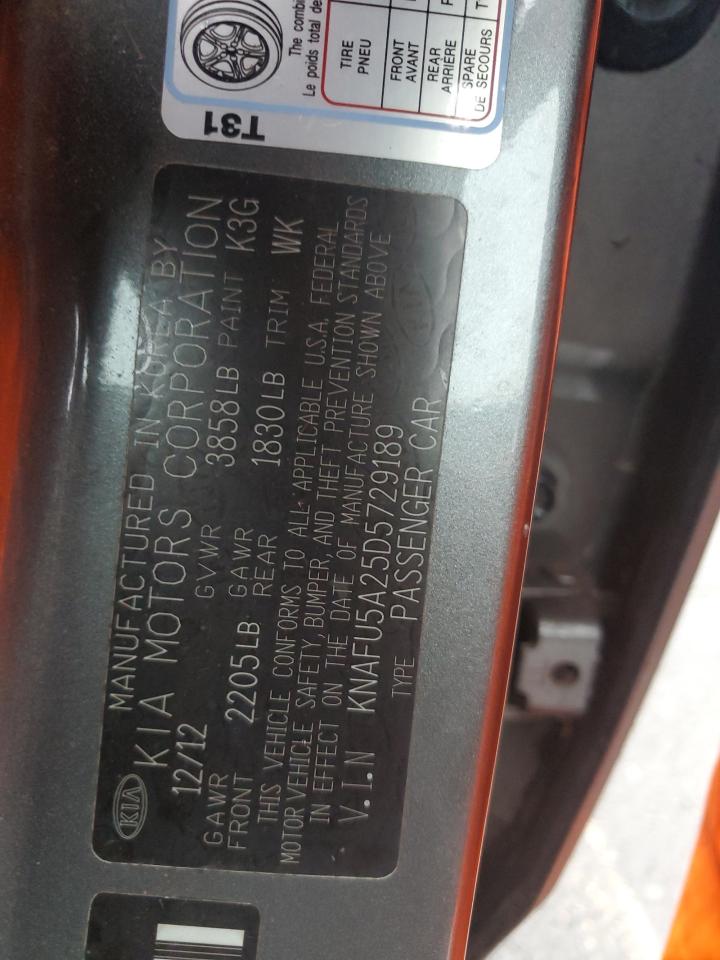 The combi
Le poids total de
TIRE
PNEU
FRONT
AVANT
REAR
ARRIÈRE
SPARE
DE SECOURS
T31
KIA
MANUFACTURED IN KOREA BY
KIA MOTORS CORPORATION
12/12 GVWR 3858LB PAINT K3G
GAWR FRONT 2205LB GAWR REAR 1830LB TRIM WK
THIS VEHICLE CONFORMS TO ALL APPLICABLE U.S.A. FEDERAL
MOTOR VEHICLE SAFETY, BUMPER, AND THEFT PREVENTION STANDARDS
IN EFFECT ON THE DATE OF MANUFACTURE SHOWN ABOVE
V.I.N KNAFU5A25D5729189
TYPE PASSENGER CAR
KIA